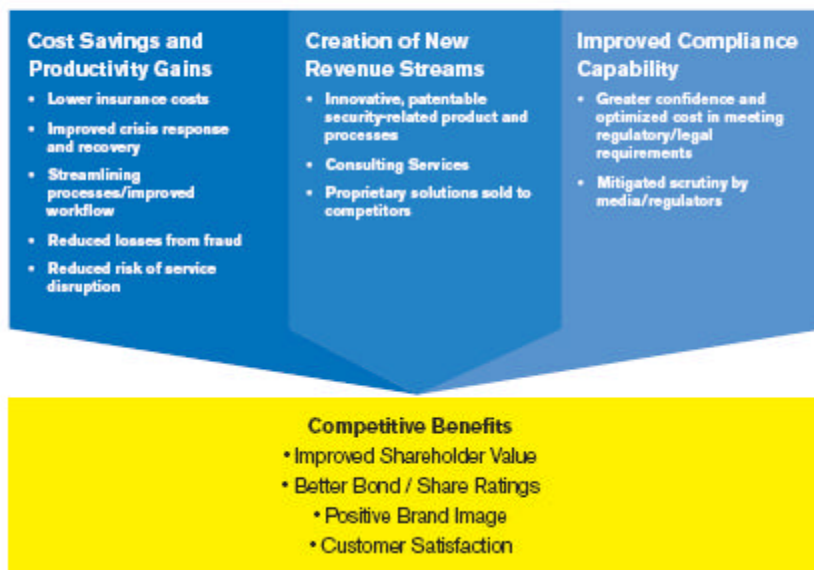 Cost Savings and
Productivity Gains
• Lower insurance costs
• Improved crisis response
and recovery
• Streamlining
processes/improved
workflow
• Reduced losses from fraud
• Reduced risk of service
disruption
Creation of New
Revenue Streams
• Innovative, patentable
security-related product and
processes
• Consulting Services
• Proprietary solutions sold to
competitors
Improved Compliance
Capability
• Greater confidence and
optimized cost in meeting
regulatory/legal
requirements
• Mitigated scrutiny by
media/regulators
Competitive Benefits
• Improved Shareholder Value
• Better Bond / Share Ratings
• Positive Brand Image
• Customer Satisfaction